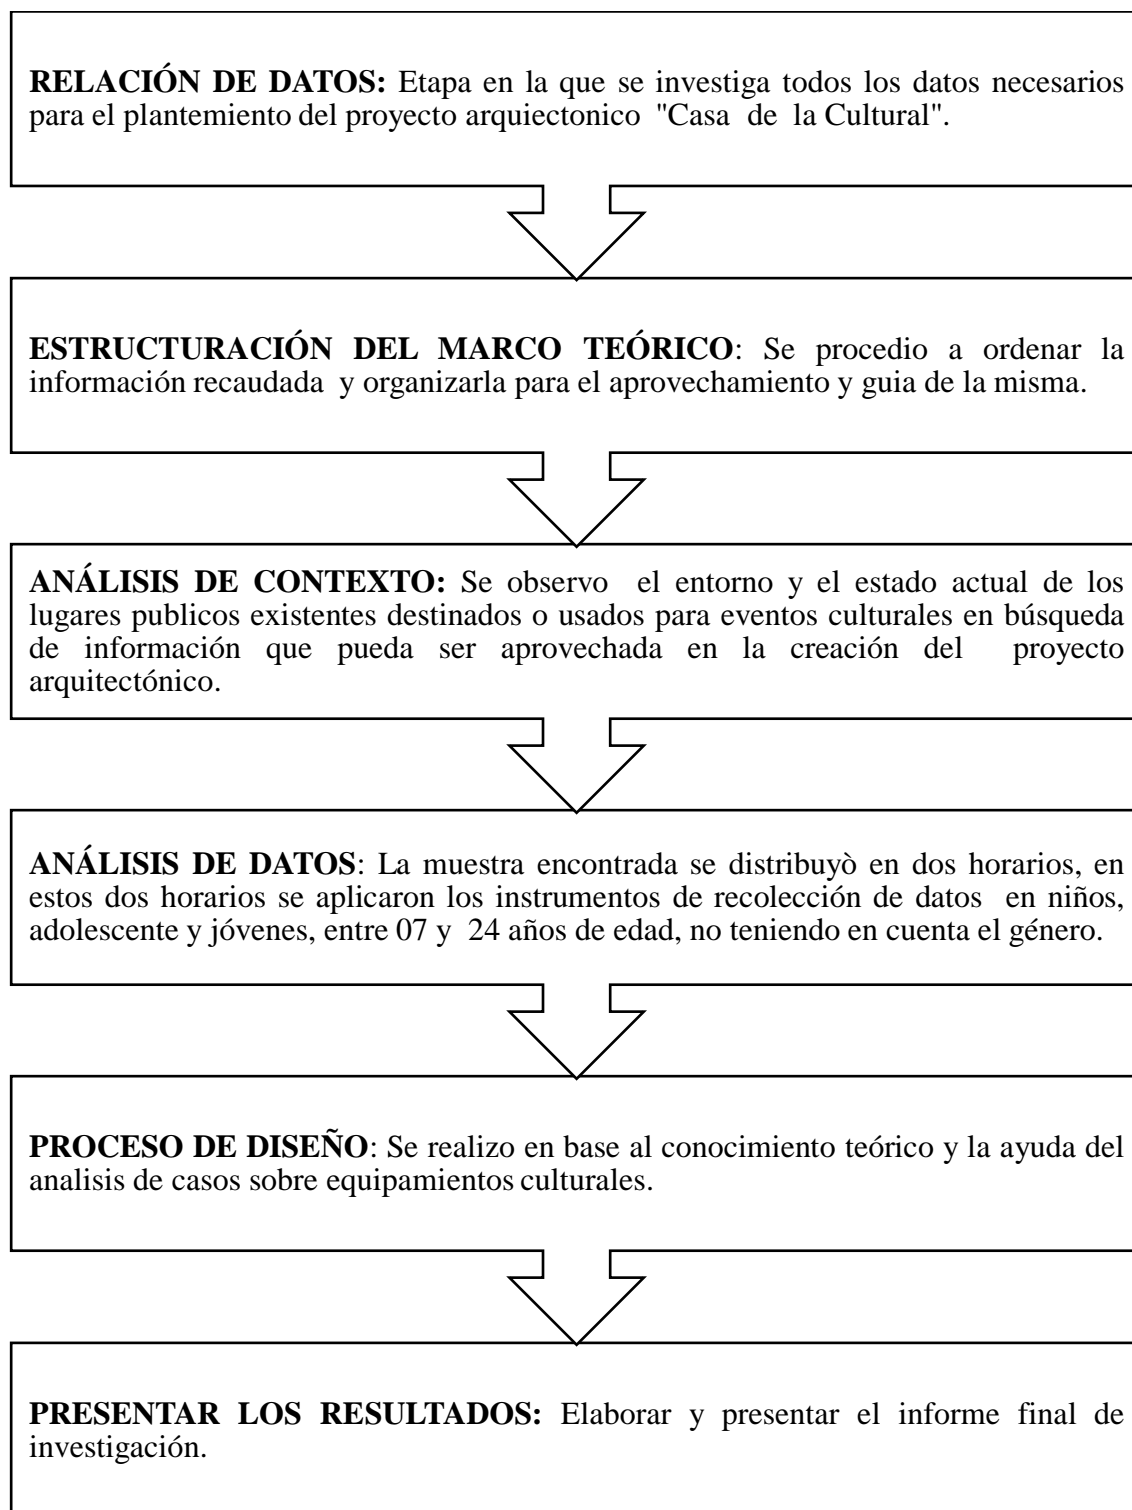 RELACIÓN DE DATOS: Etapa en la que se investiga todos los datos necesarios
para el plantemiento del proyecto arquiectonico "Casa de la Cultural".
ESTRUCTURACIÓN DEL MARCO TEÓRICO: Se procedio a ordenar la
información recaudada y organizarla para el aprovechamiento y guia de la misma.
ANÁLISIS DE CONTEXTO: Se observo el entorno y el estado actual de los
lugares publicos existentes destinados o usados para eventos culturales en búsqueda
de información que pueda ser aprovechada en la creación del proyecto
arquitectónico.
ANÁLISIS DE DATOS: La muestra encontrada se distribuyò en dos horarios, en
estos dos horarios se aplicaron los instrumentos de recolección de datos en niños,
adolescente y jóvenes, entre 07 y 24 años de edad, no teniendo en cuenta el género.
PROCESO DE DISEÑO: Se realizo en base al conocimiento teórico y la ayuda del
analisis de casos sobre equipamientos culturales.
PRESENTAR LOS RESULTADOS: Elaborar y presentar el informe final de
investigación.